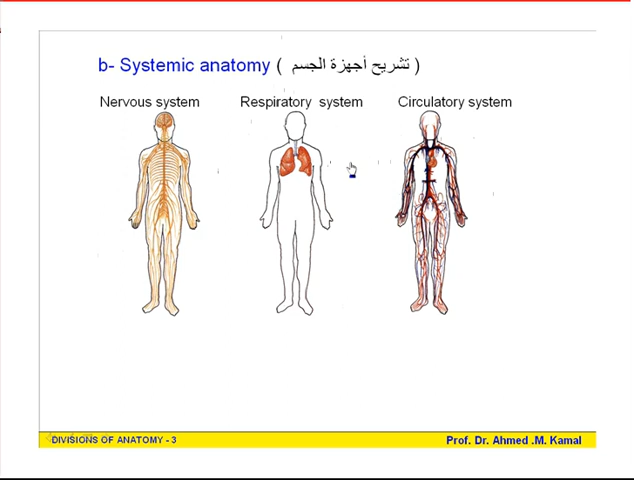 b- Systemic anatomy ( تشريح أجهزة الجسم )
Nervous system Respiratory system Circulatory system
DIVISIONS OF ANATOMY - 3 Prof. Dr. Ahmed .M. Kamal